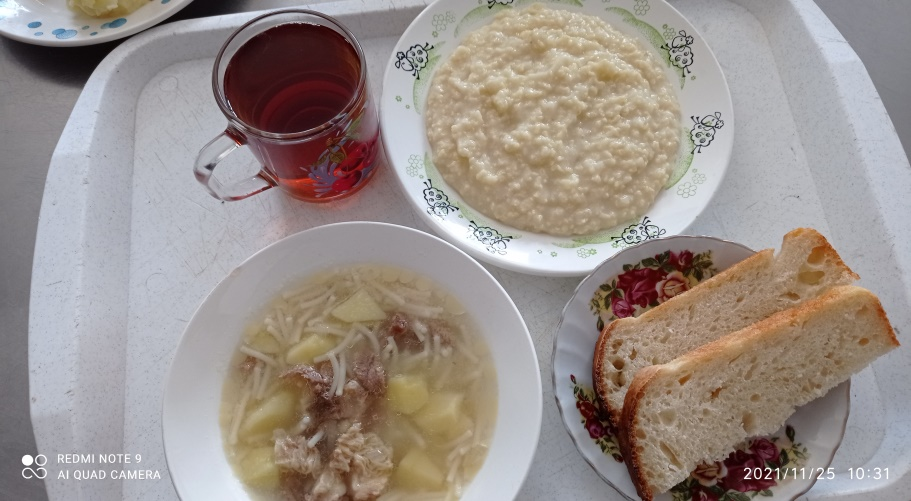 REDMI NOTE 9
AI QUAD CAMERA
2021/11/25 10:31